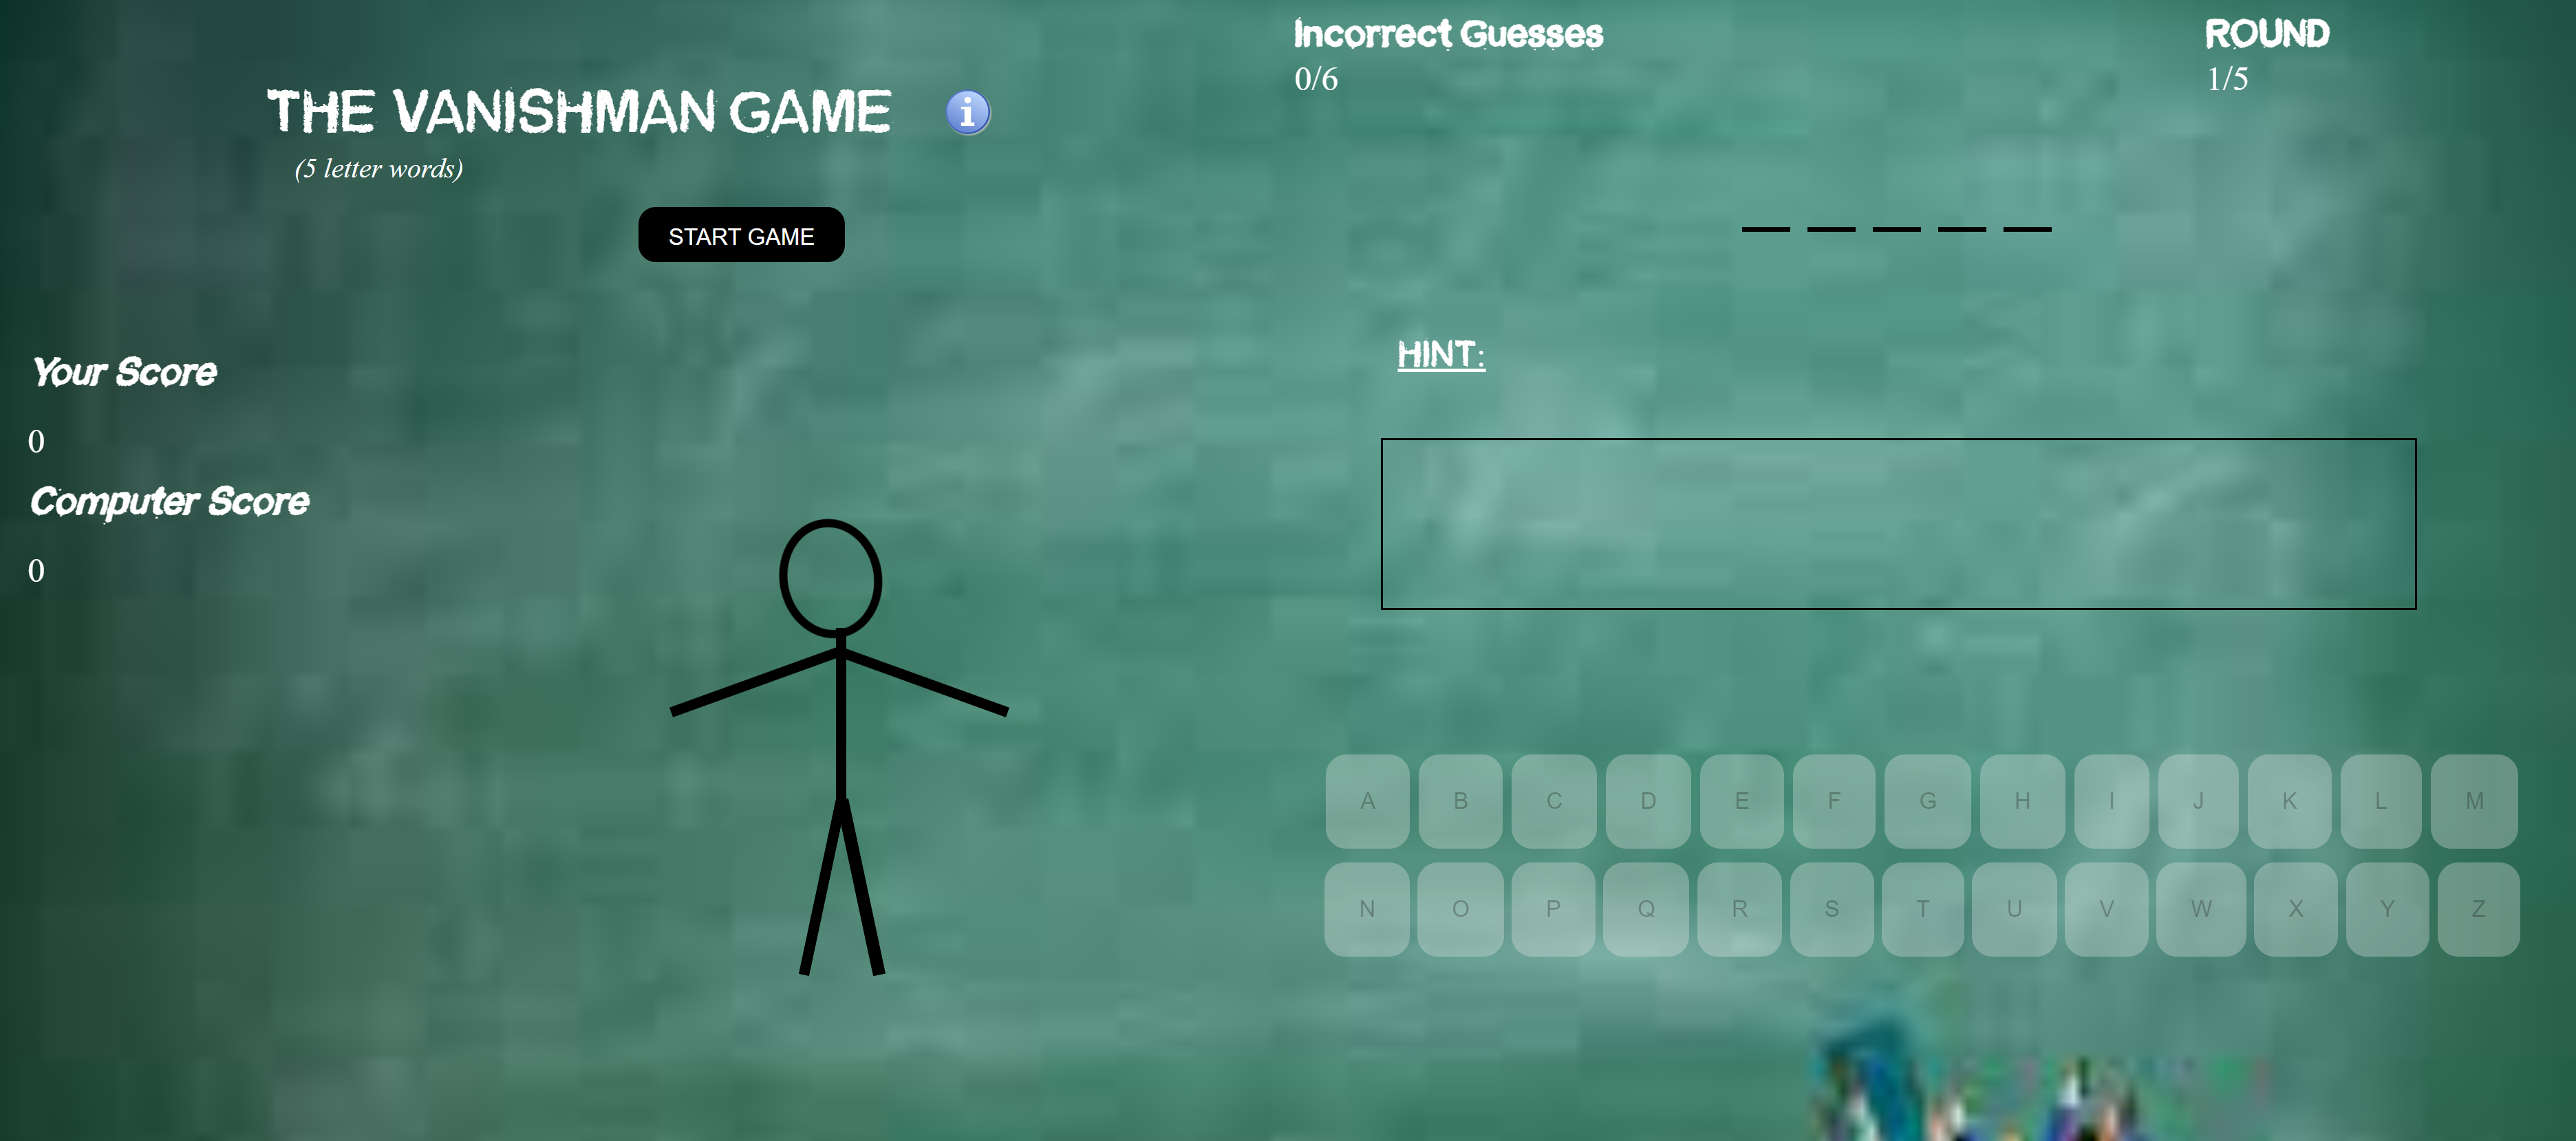 THE VANISHMAN GAME
(5 letter words)
START GAME
Your Score
0
Computer Score
0
Incorrect Guesses
0/6
ROUND
1/5
HINT:
A B C D E F G H I J K L M
N O P Q R S T U V W X Y Z